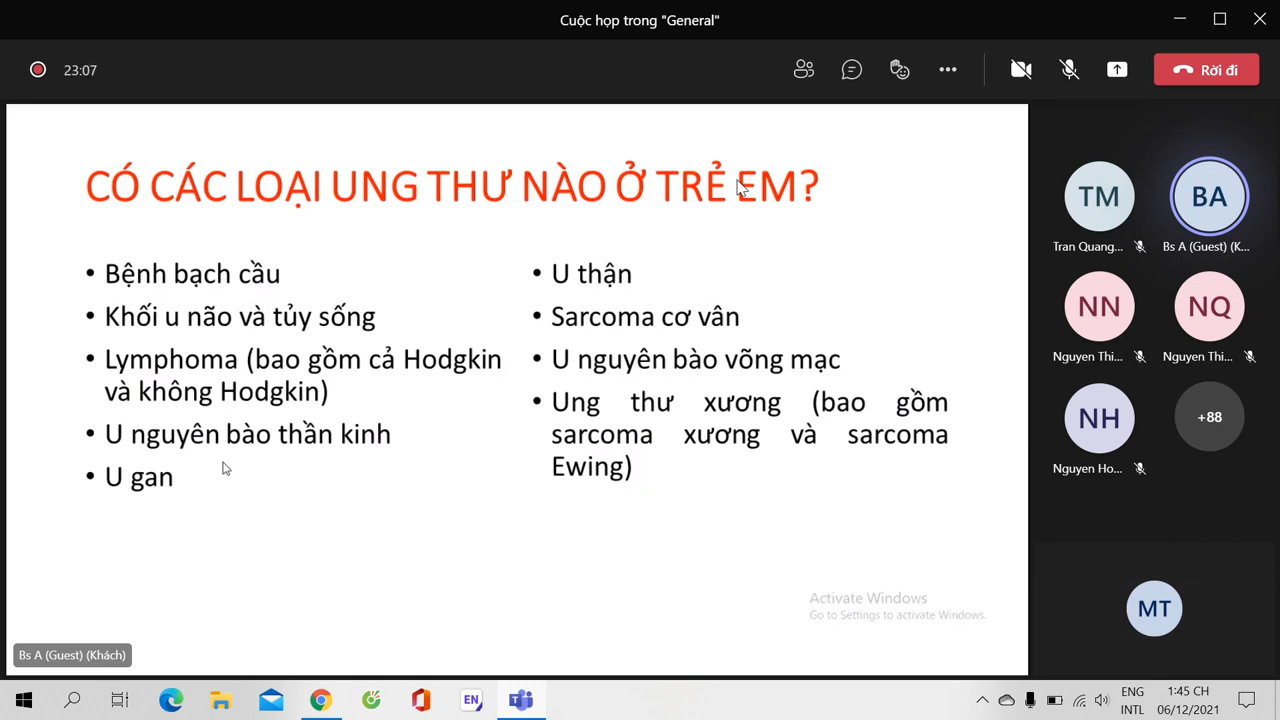 Cuộc họp trong "General"
23:07
Rời đi
CÓ CÁC LOẠI UNG THƯ NÀO Ở TRẺ EM?
• Bệnh bạch cầu
• Khối u não và tủy sống
• Lymphoma (bao gồm cả Hodgkin
và không Hodgkin)
• U nguyên bào thần kinh
• U gan
• U thận
• Sarcoma cơ vân
• U nguyên bào võng mạc
• Ung thư xương (bao gồm
sarcoma xương và sarcoma
Ewing)
Activate Windows
Go to Settings to activate Windows.
Bs A (Guest) (Khách)
TM
Tran Quang...
BA
Bs A (Guest) (K...
NN
Nguyen Thi...
NQ
Nguyen Thi...
NH
Nguyen Ho...
+88
MT
EN
ENG
INTL
1:45 CH
06/12/2021